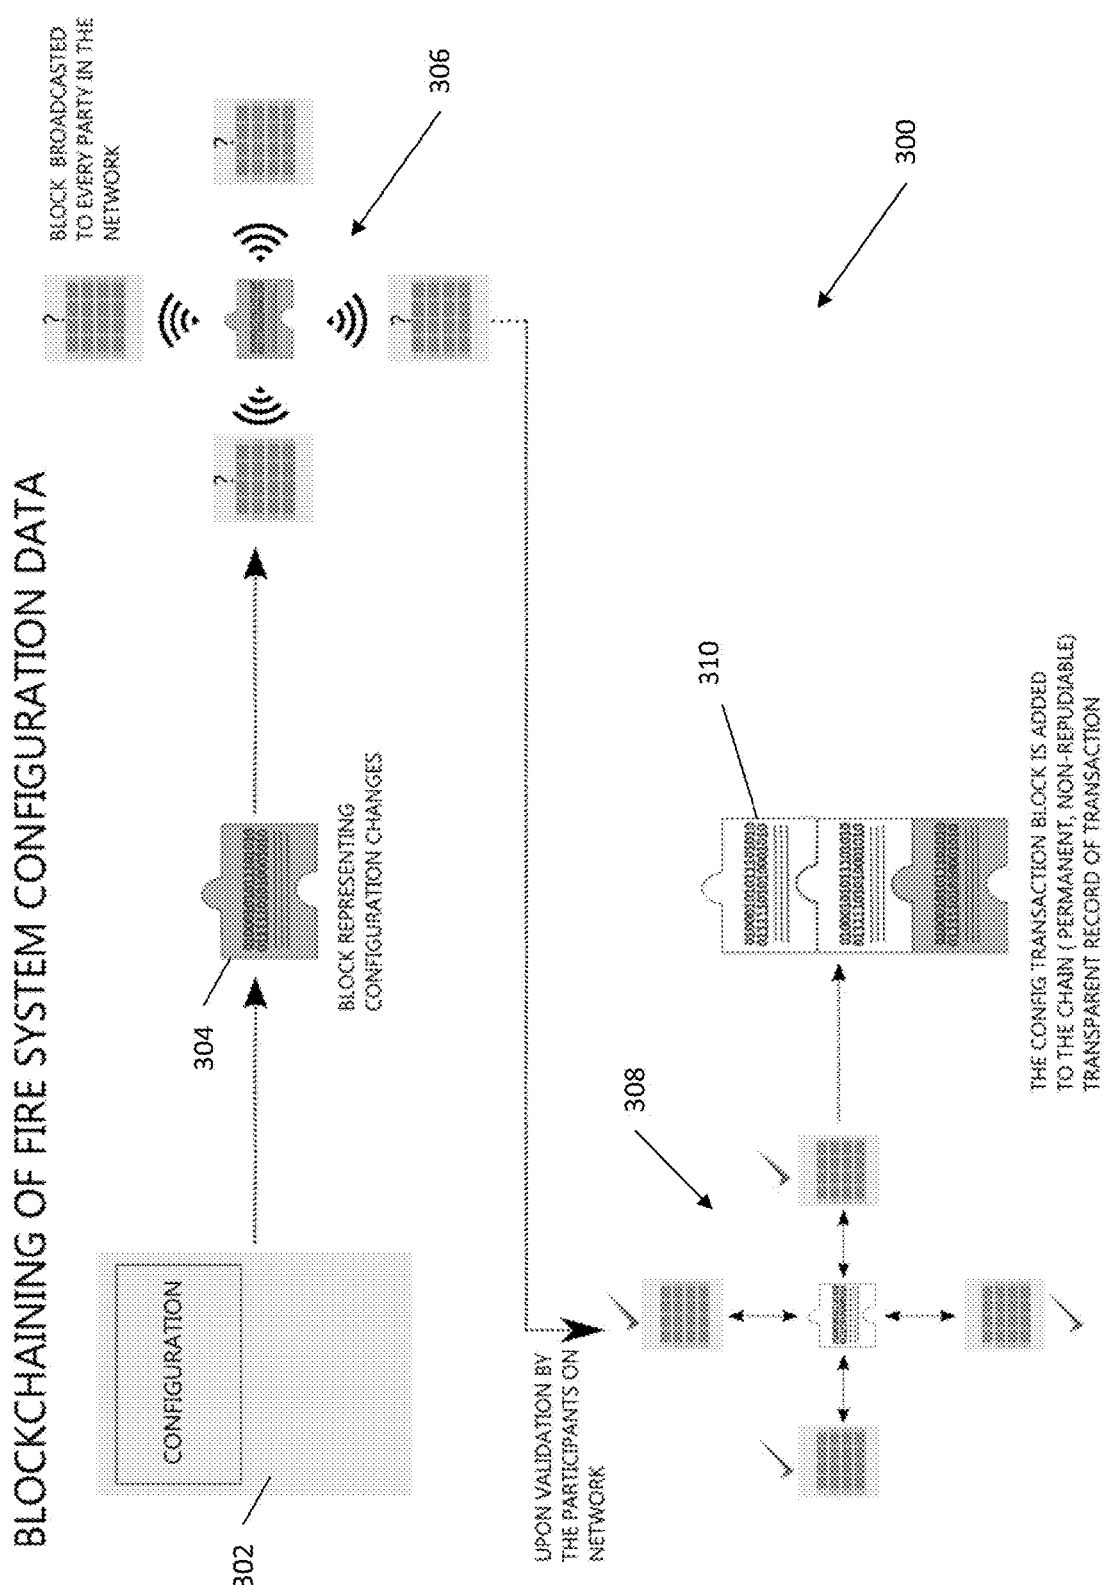 BLOCKCHAINING OF FIRE SYSTEM CONFIGURATION DATA
302
CONFIGURATION
304
BLOCK REPRESENTING
CONFIGURATION CHANGES
BLOCK BROADCASTED
TO EVERY PARTY IN THE
NETWORK
?
?
?
?
306
300
UPON VALIDATION BY
THE PARTICIPANTS ON
NETWORK
308
310
THE CONFIG TRANSACTION BLOCK IS ADDED
TO THE CHAIN ( PERMANENT, NON-REPUDIABLE)
TRANSPARENT RECORD OF TRANSACTION